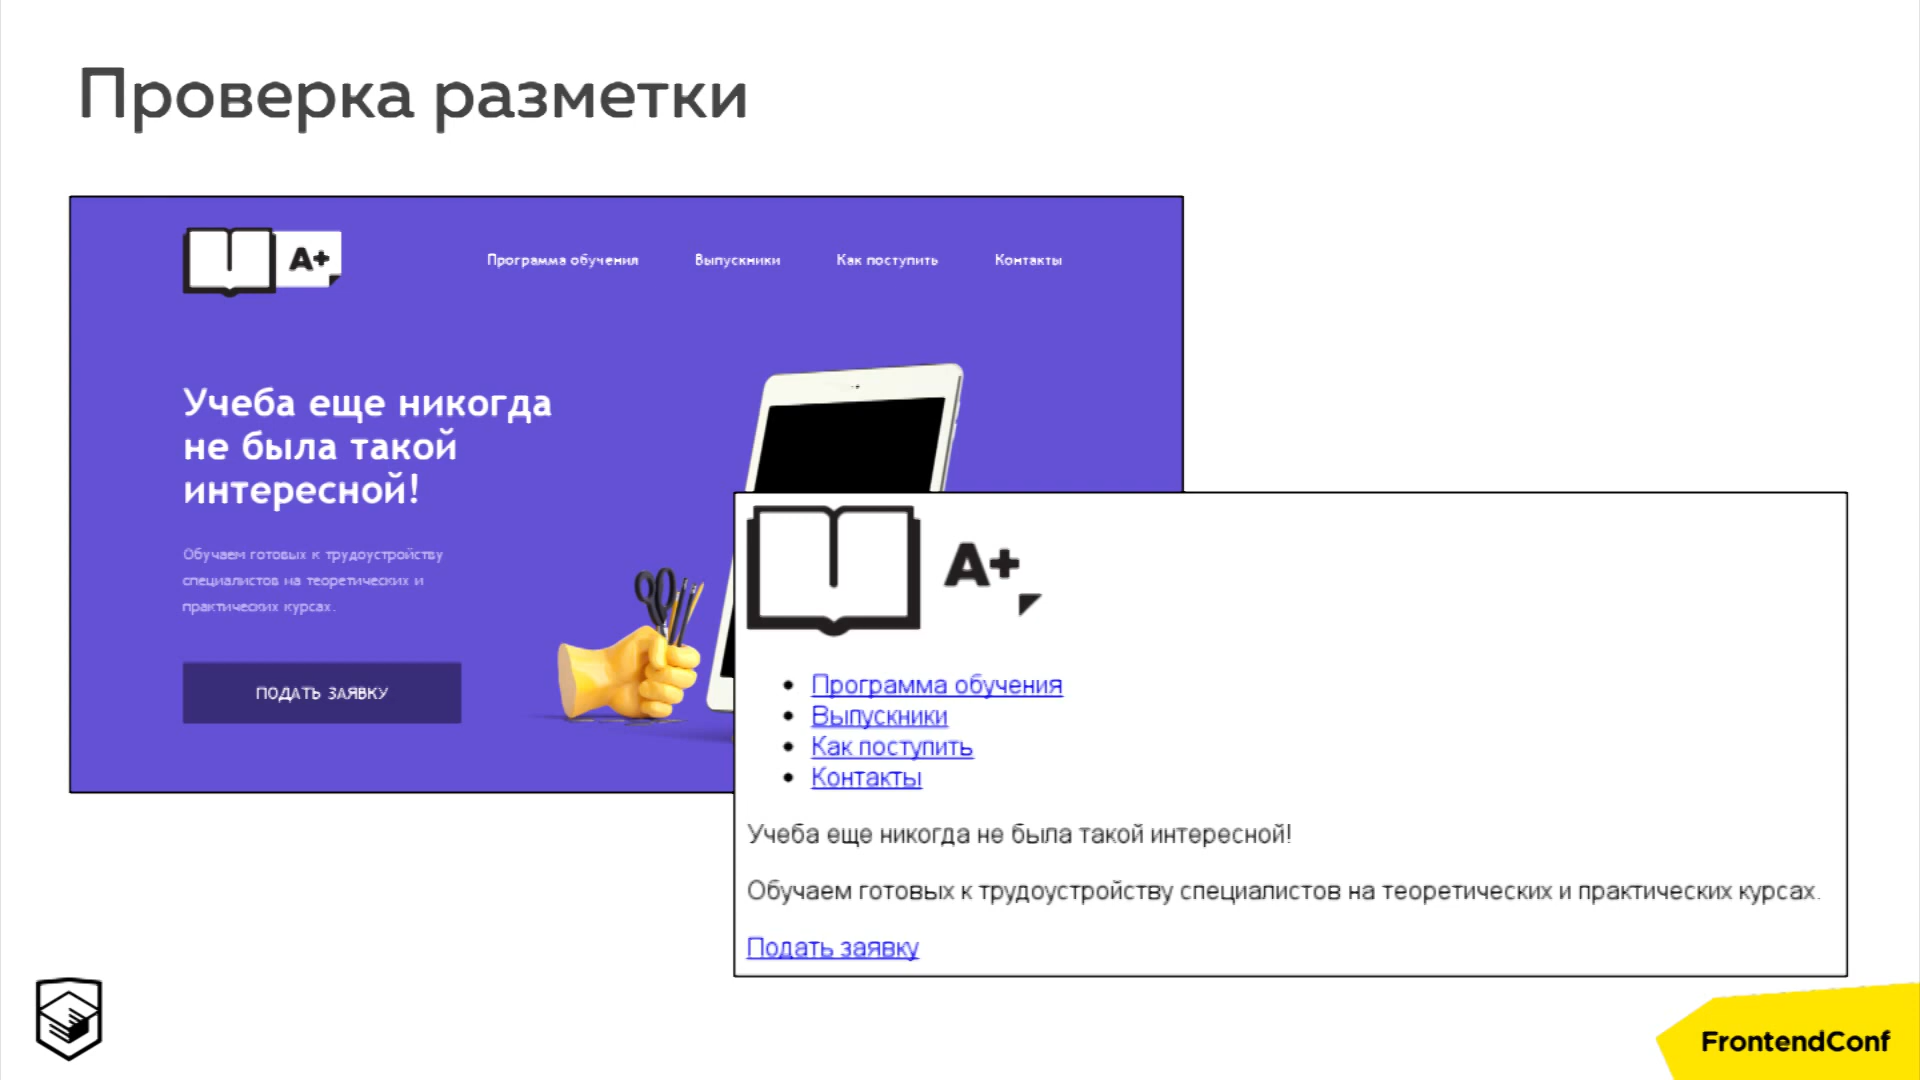 Проверка разметки
A+
Программа обучения Выпускники Как поступить Контакты
Учеба еще никогда
не была такой
интересной!
Обучаем готовых к трудоустройству
специалистов на теоретических и
практических курсах.
ПОДАТЬ ЗАЯВКУ
A+
Программа обучения
Выпускники
Как поступить
Контакты
Учеба еще никогда не была такой интересной!
Обучаем готовых к трудоустройству специалистов на теоретических и практических курсах.
Подать заявку
FrontendConf